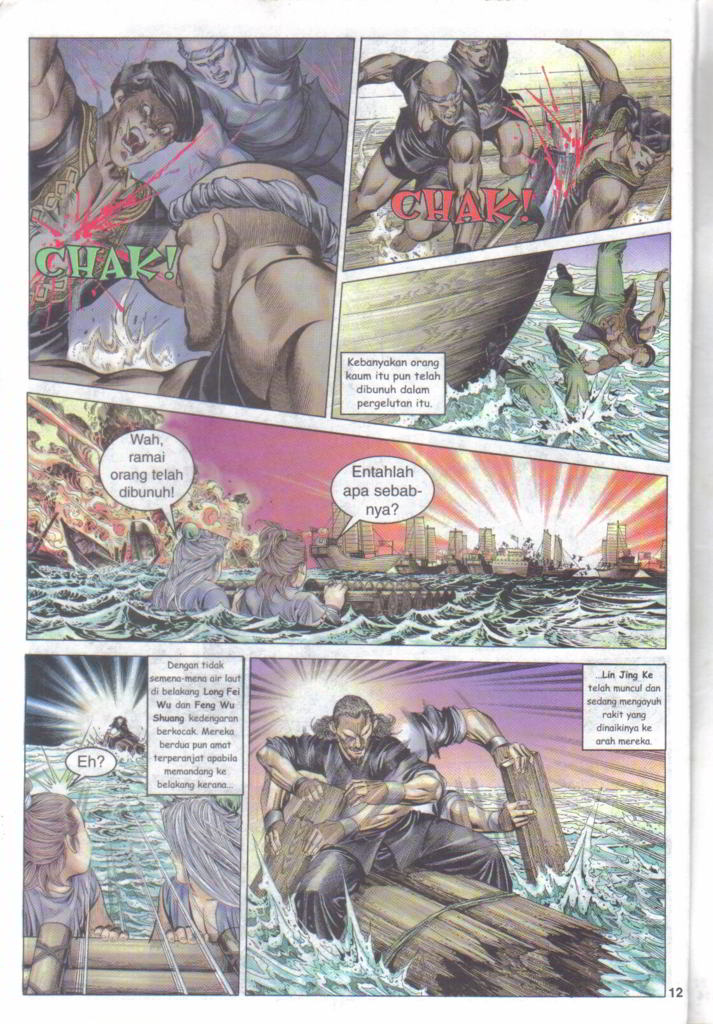 CHAK!
CHAK!
Kebanyakan orang
kaum itu pun telah
dibunuh dalam
pergelutan itu.
Wah,
ramai
orang telah
dibunuh!
Entahlah
apa sebab-
nya?
Dengan tidak
semena-mena air laut
di belakang Long Fei
Wu dan Feng Wu
Shuang kedengaran
berkocak. Mereka
berdua pun amat
terperanjat apabila
memandang ke
belakang kerana...
Eh?
...Lin Jing Ke
telah muncul dan
sedang mengayuh
rakit yang
dinaikinya ke
arah mereka.
12